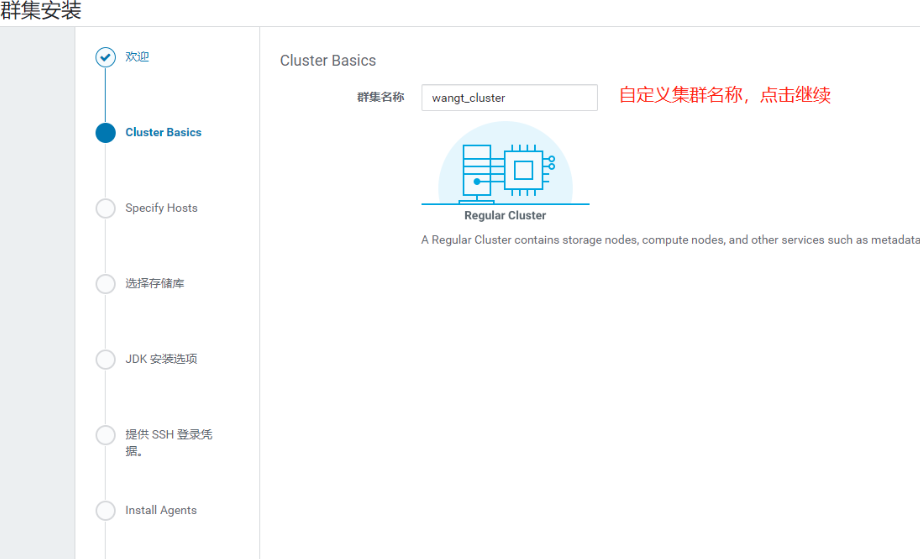 群集安装
欢迎
Cluster Basics
Specify Hosts
选择存储库
JDK 安装选项
提供 SSH 登录凭
据。
Install Agents
Cluster Basics
群集名称
wangt_cluster
自定义集群名称，点击继续
Regular Cluster
A Regular Cluster contains storage nodes, compute nodes, and other services such as metadata